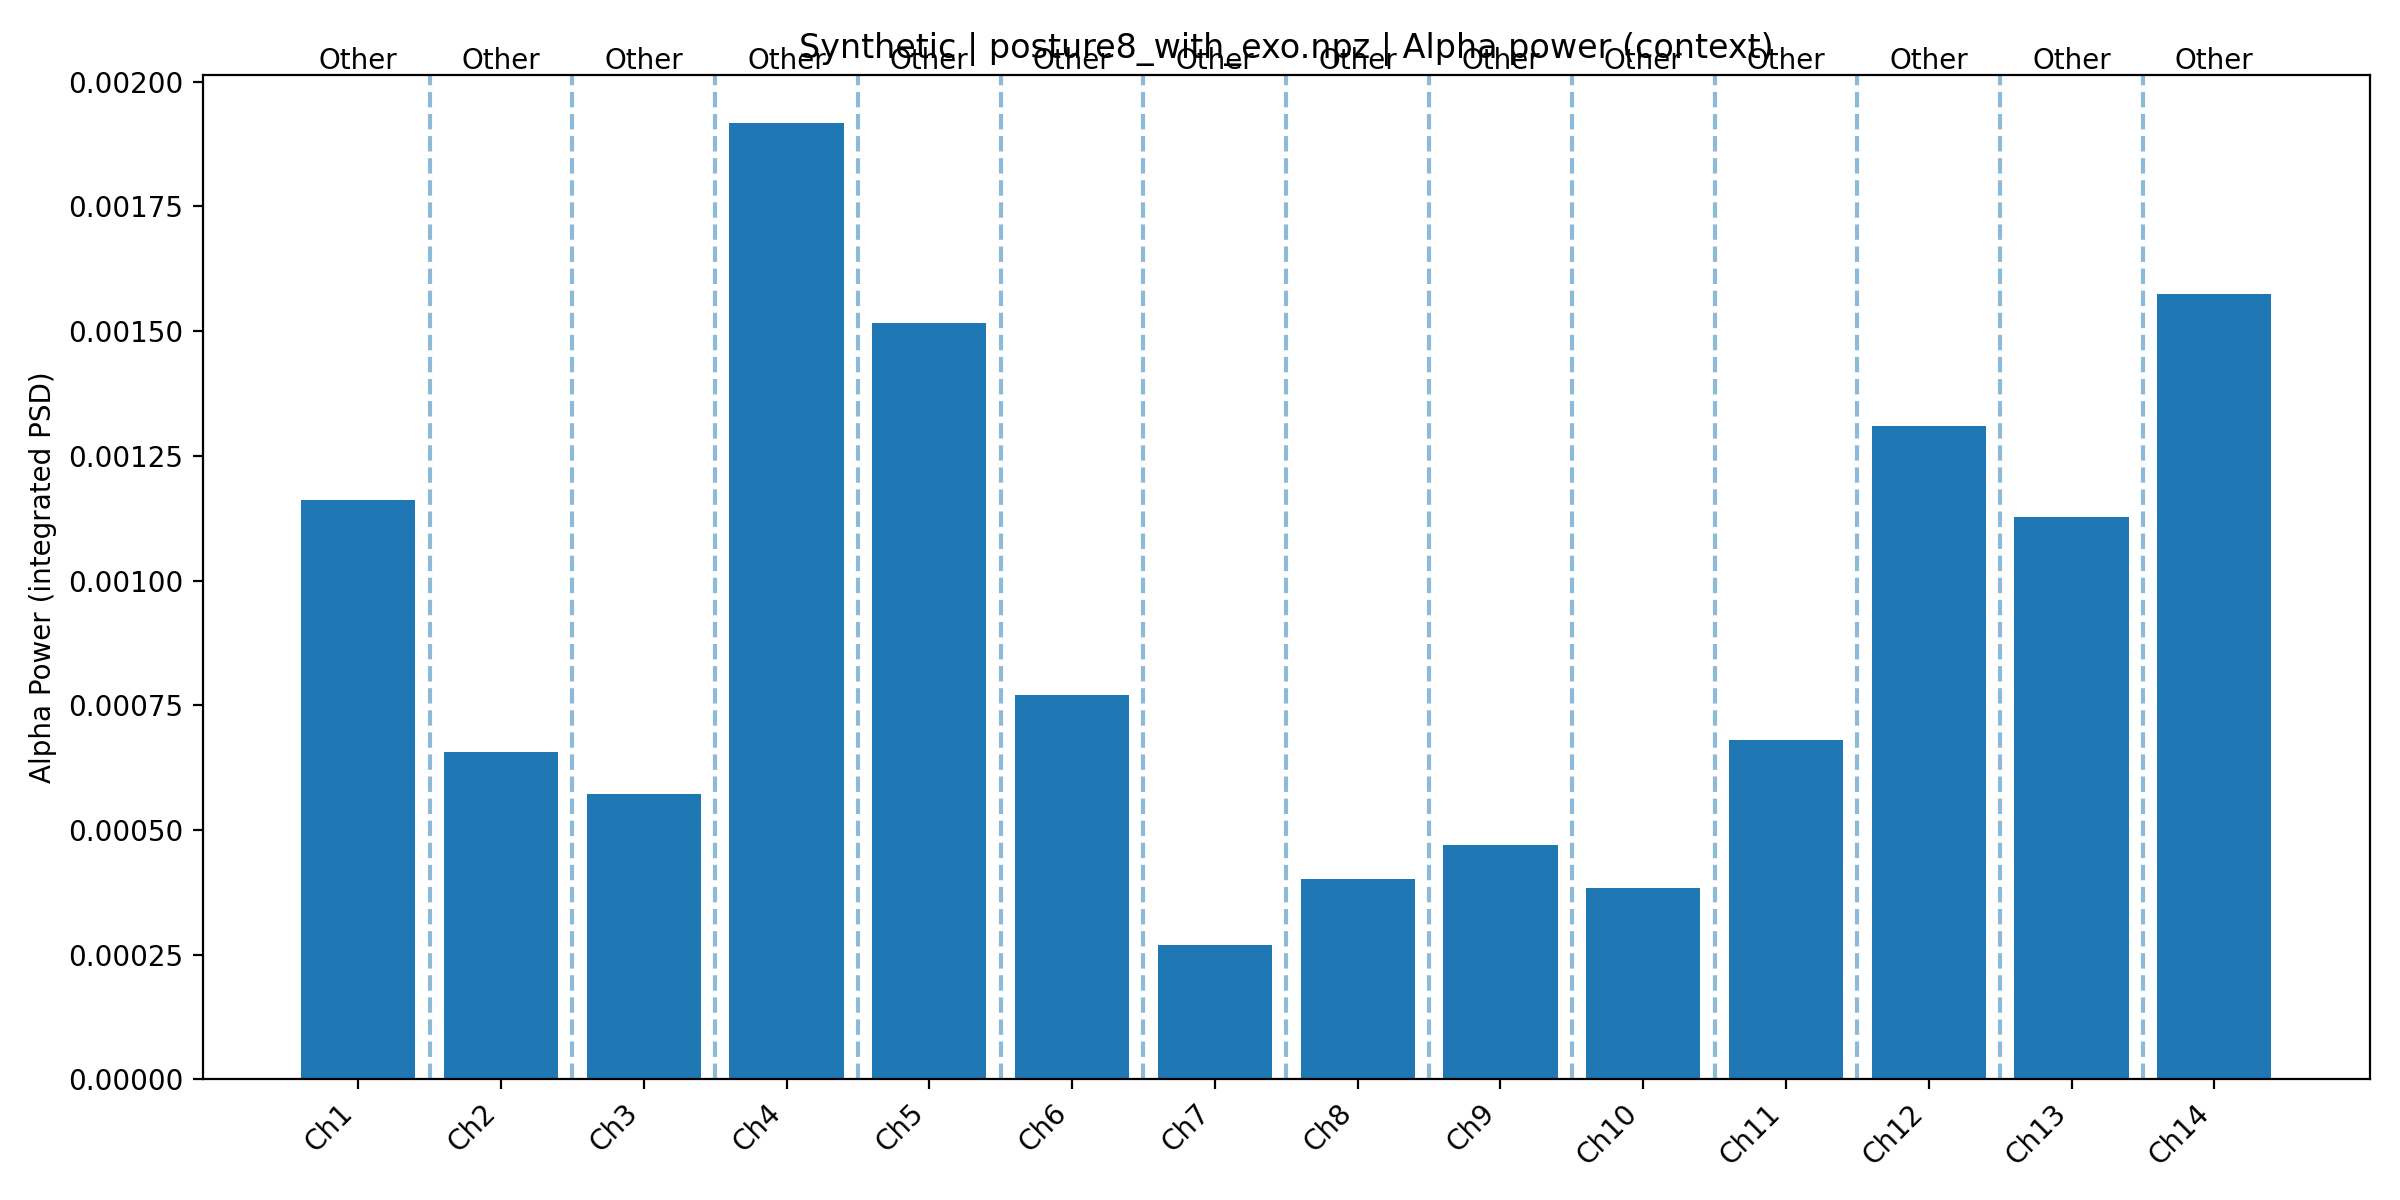 Synthetic | posture8_with_exo.npz | Alpha power (context)
Other Other Other Other Other Other Other Other Other Other Other Other Other Other
Alpha Power (integrated PSD)
0.00200
0.00175
0.00150
0.00125
0.00100
0.00075
0.00050
0.00025
0.00000
Ch1 Ch2 Ch3 Ch4 Ch5 Ch6 Ch7 Ch8 Ch9 Ch10 Ch11 Ch12 Ch13 Ch14